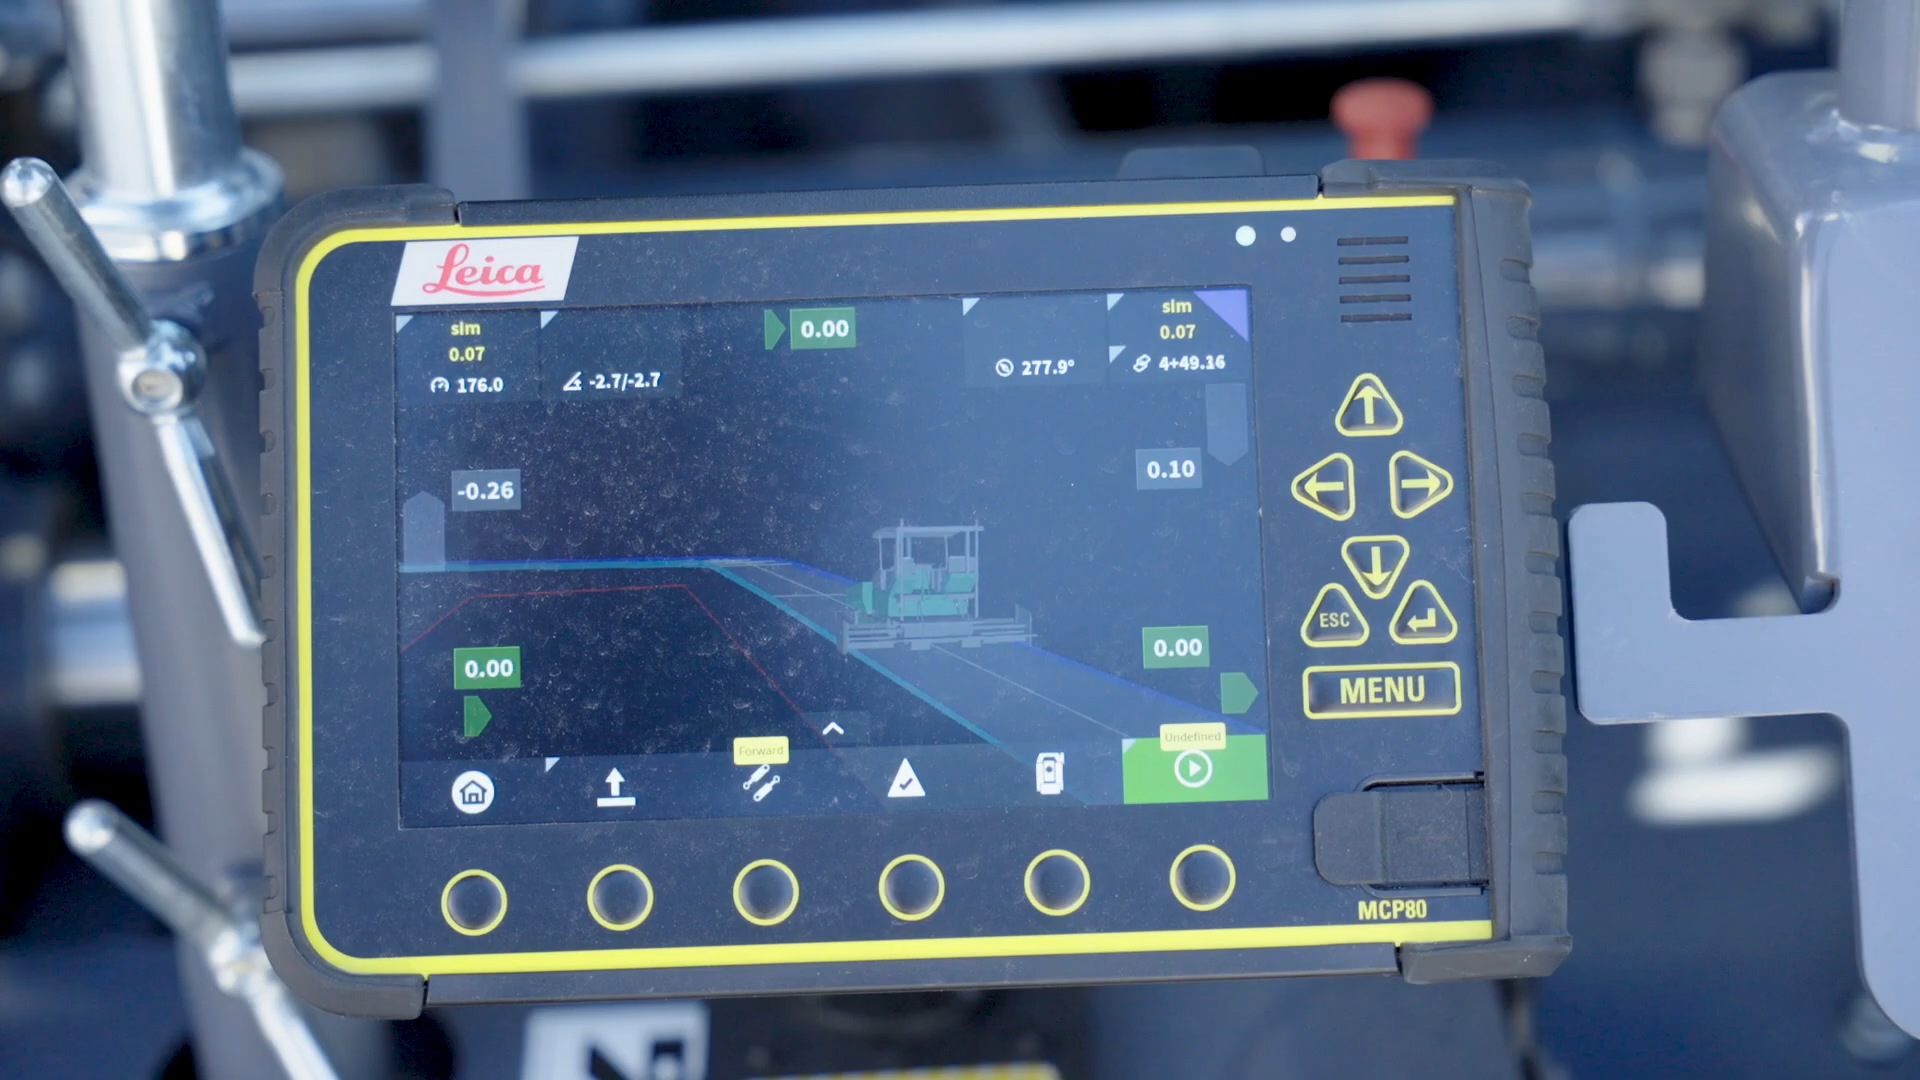 Leica
sim
0.07
176.0
-2.7/-2.7
0.00
277.9°
sim
0.07
4+49.16
-0.26
0.10
0.00
0.00
Forward
Undefined
ESC
MENU
MCP80